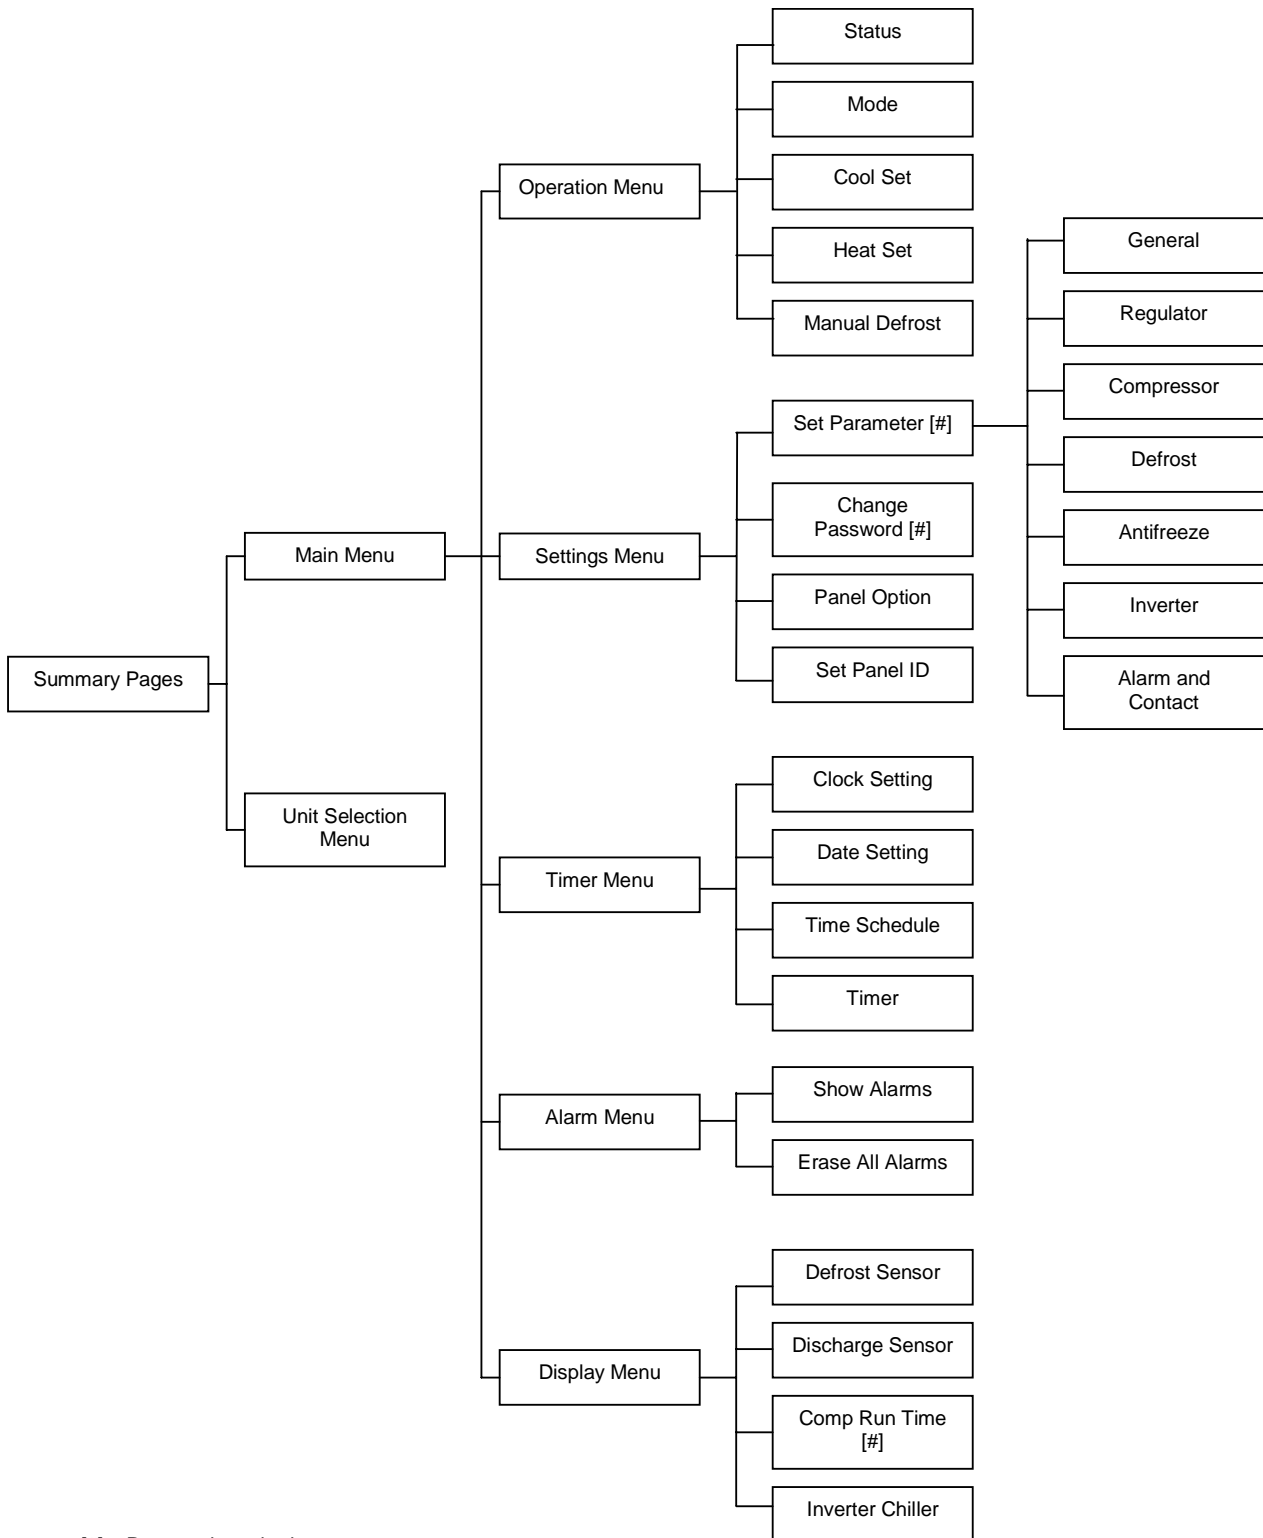 Summary Pages
Main Menu
Unit Selection
Menu
Operation Menu
Status
Mode
Cool Set
Heat Set
Manual Defrost
Settings Menu
Set Parameter [#]
General
Regulator
Compressor
Defrost
Antifreeze
Inverter
Alarm and
Contact
Change
Password [#]
Panel Option
Set Panel ID
Timer Menu
Clock Setting
Date Setting
Time Schedule
Timer
Alarm Menu
Show Alarms
Erase All Alarms
Display Menu
Defrost Sensor
Discharge Sensor
Comp Run Time
[#]
Inverter Chiller